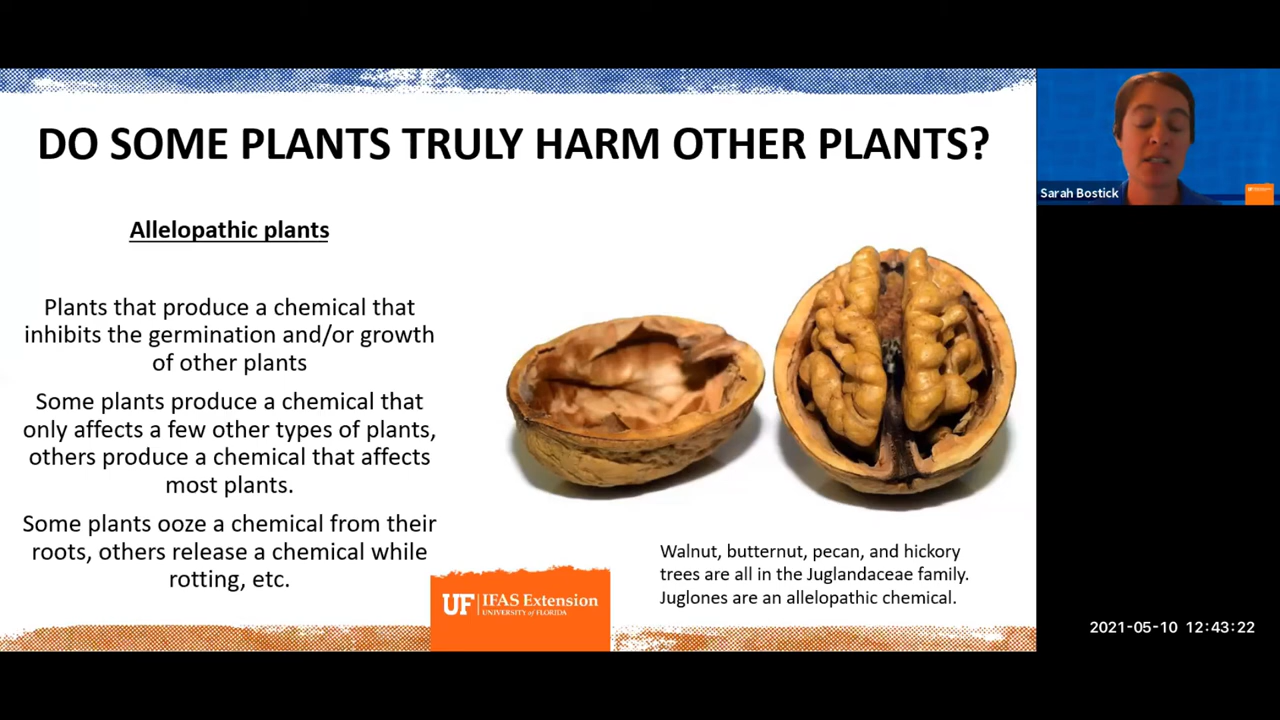 DO SOME PLANTS TRULY HARM OTHER PLANTS?
Allelopathic plants
Plants that produce a chemical that
inhibits the germination and/or growth
of other plants
Some plants produce a chemical that
only affects a few other types of plants,
others produce a chemical that affects
most plants.
Some plants ooze a chemical from their
roots, others release a chemical while
rotting, etc.
UF IFAS Extension
UNIVERSITY of FLORIDA
Walnut, butternut, pecan, and hickory
trees are all in the Juglandaceae family.
Juglones are an allelopathic chemical.
Sarah Bostick
2021-05-10 12:43:22